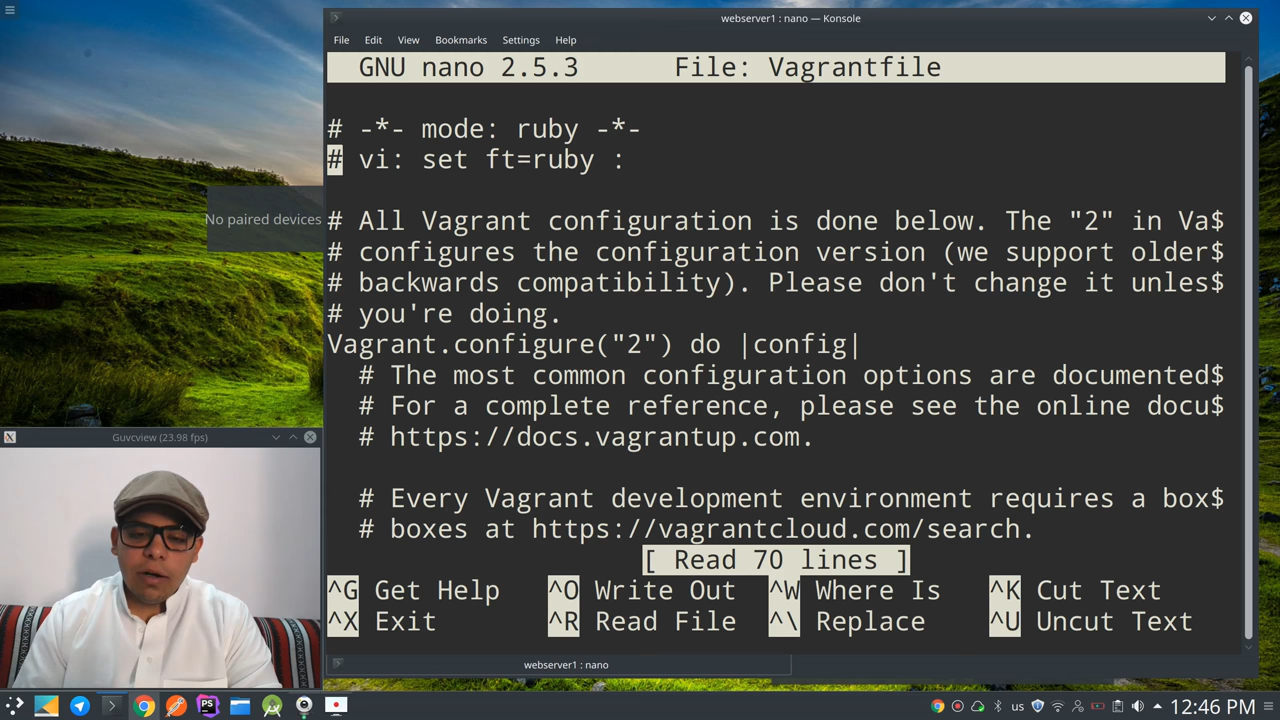 webserver1 : nano — Konsole
File Edit View Bookmarks Settings Help
GNU nano 2.5.3 File: Vagrantfile
# -*- mode: ruby -*-
# vi: set ft=ruby :
# All Vagrant configuration is done below. The "2" in Va$
# configures the configuration version (we support older$
# backwards compatibility). Please don't change it unles$
# you're doing.
Vagrant.configure("2") do |config|
# The most common configuration options are documented$
# For a complete reference, please see the online docu$
# https://docs.vagrantup.com.
# Every Vagrant development environment requires a box$
# boxes at https://vagrantcloud.com/search.
[ Read 70 lines ]
^G Get Help ^O Write Out ^W Where Is ^K Cut Text
^X Exit ^R Read File ^\ Replace ^U Uncut Text
webserver1 : nano
No paired devices
Guvcview (23.98 fps)
PS
us
12:46 PM